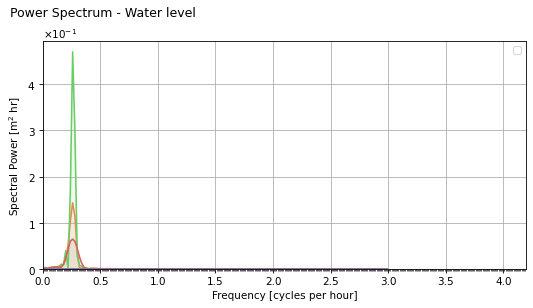 Power Spectrum - Water level
×10⁻¹
4
3
2
1
0
Spectral Power [m² hr]
0.0 0.5 1.0 1.5 2.0 2.5 3.0 3.5 4.0
Frequency [cycles per hour]